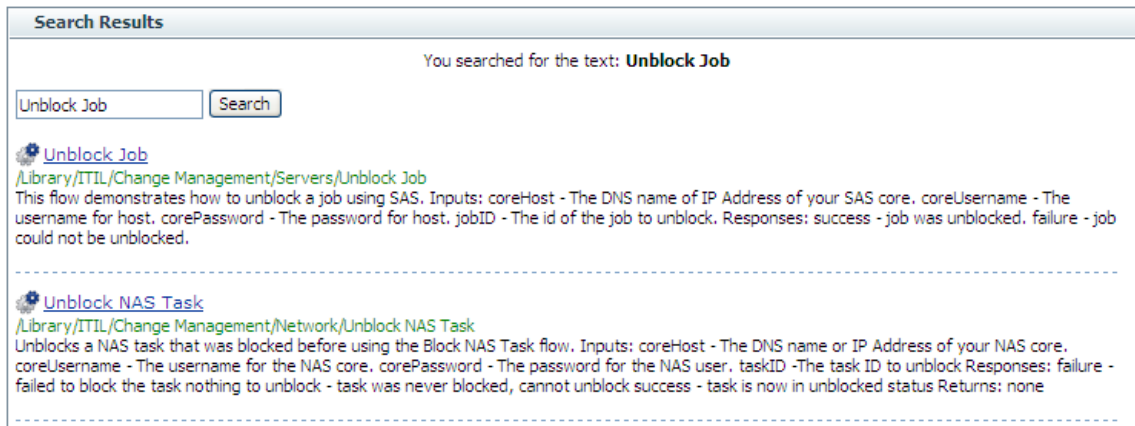 Search Results
You searched for the text: Unblock Job
Unblock Job Search
Unblock Job
/Library/ITIL/Change Management/Servers/Unblock Job
This flow demonstrates how to unblock a job using SAS. Inputs: coreHost - The DNS name of IP Address of your SAS core. coreUsername - The
username for host. corePassword - The password for host. jobID - The id of the job to unblock. Responses: success - job was unblocked. failure - job
could not be unblocked.
Unblock NAS Task
/Library/ITIL/Change Management/Network/Unblock NAS Task
Unblocks a NAS task that was blocked before using the Block NAS Task flow. Inputs: coreHost - The DNS name or IP Address of your NAS core.
coreUsername - The username for the NAS core. corePassword - The password for the NAS user. taskID -The task ID to unblock Responses: failure -
failed to block the task nothing to unblock - task was never blocked, cannot unblock success - task is now in unblocked status Returns: none